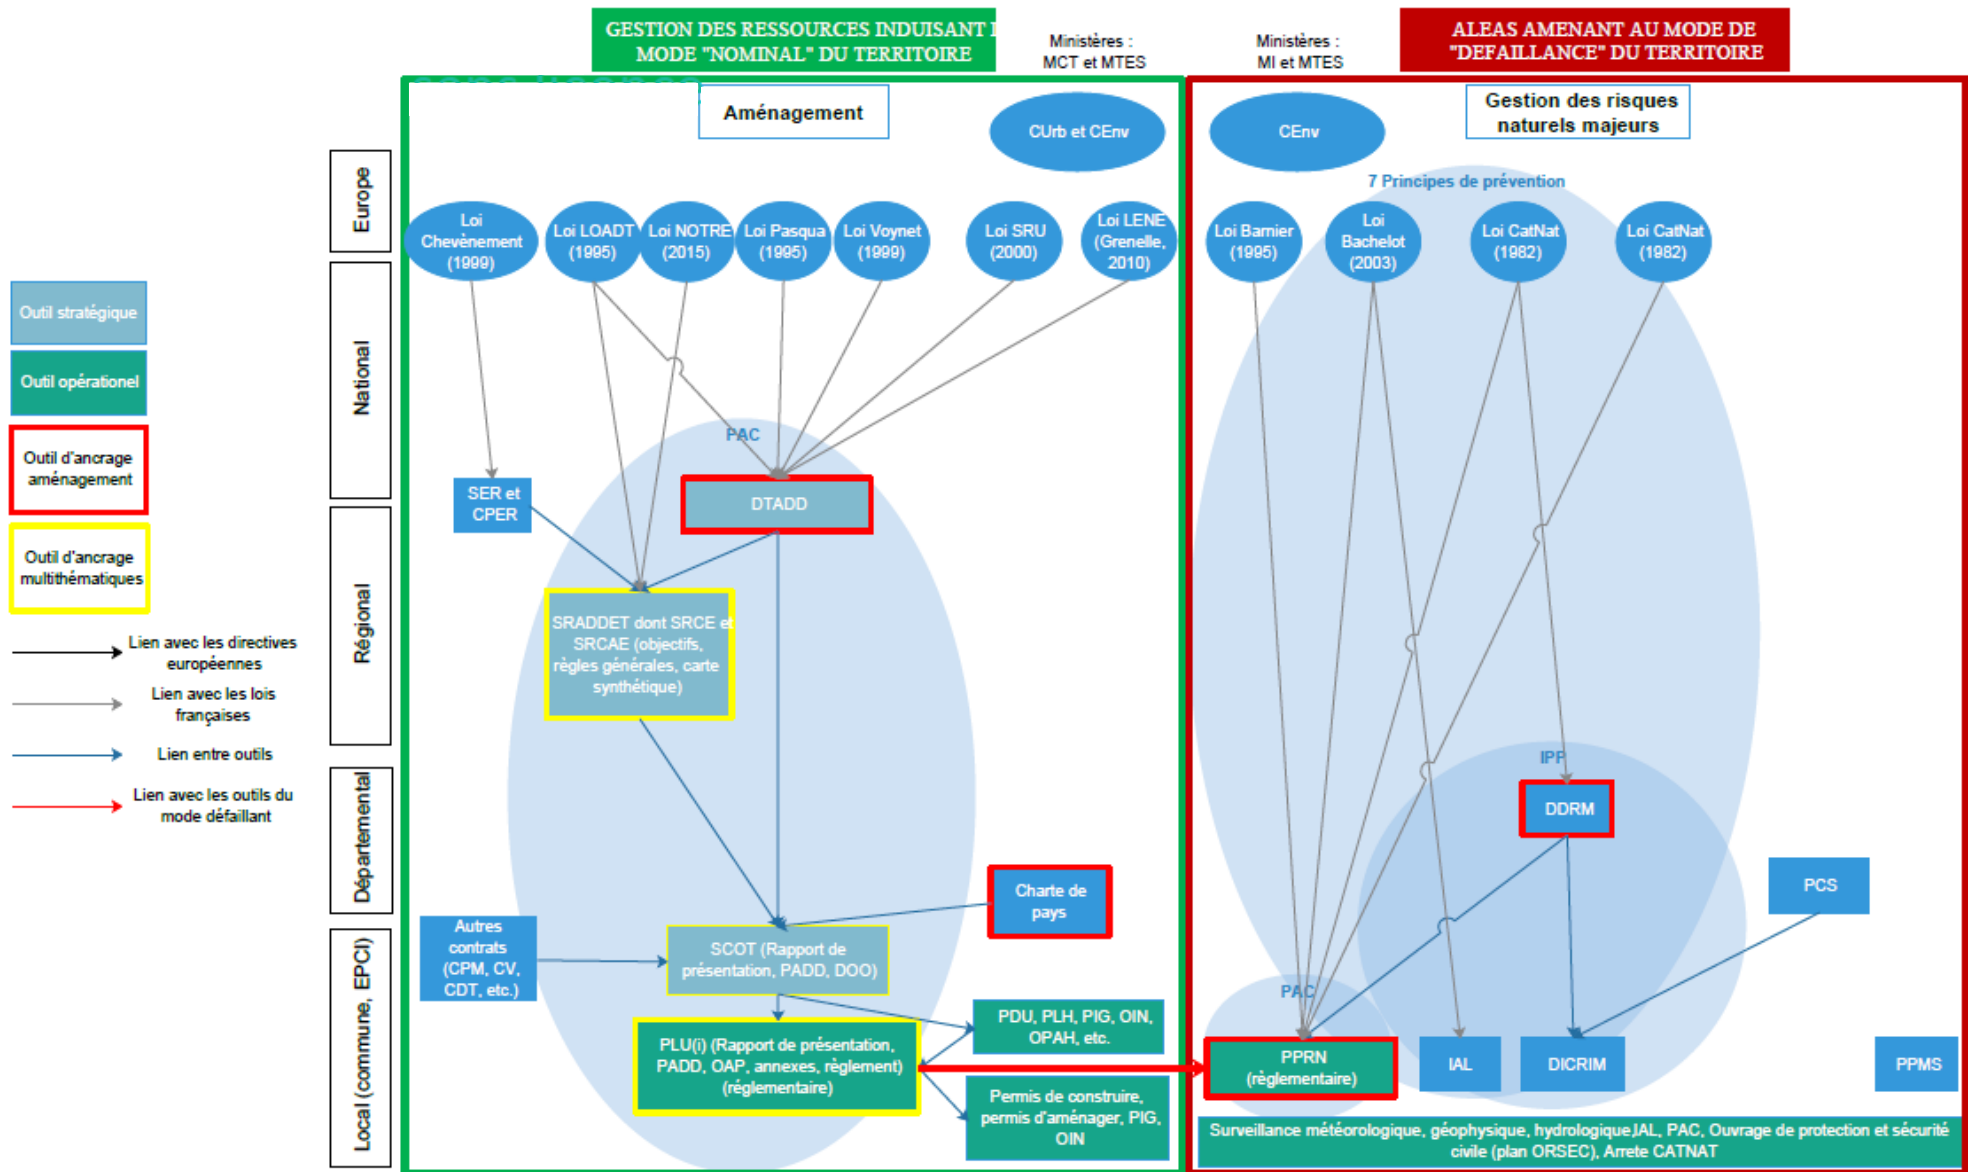 GESTION DES RESSOURCES INDUISANT
MODE "NOMINAL" DU TERRITOIRE
Ministères :
MCT et MTES
Ministères :
MI et MTES
ALEAS AMENANT AU MODE DE
"DEFAILLANCE" DU TERRITOIRE
Aménagement
CUrb et CEnv
CEnv
Gestion des risques
naturels majeurs
Europe
7 Principes de prévention
Loi
Chevènement
(1999)
Loi LOADT
(1995)
Loi NOTRE
(2015)
Loi Pasqua
(1995)
Loi Voynet
(1999)
Loi SRU
(2000)
Loi LENE
(Grenelle,
2010)
Loi Barnier
(1995)
Loi
Bachelot
(2003)
Loi CatNat
(1982)
Loi CatNat
(1982)
Outil stratégique
Outil opérationel
Outil d'ancrage
aménagement
Outil d'ancrage
multithématiques
Lien avec les directives
européennes
Lien avec les lois
françaises
Lien entre outils
Lien avec les outils du
mode défaillant
National
PAC
SER et
CPER
DTADD
Régional
SRADDET dont SRCE et
SRCAE (objectifs,
règles générales, carte
synthétique)
IPP
Départemental
DDRM
Charte de
pays
PCS
Local (commune, EPCI)
Autres
contrats
(CPM, CV,
CDT, etc.)
SCOT (Rapport de
présentation, PADD, DOO)
PAC
PDU, PLH, PIG, OIN,
OPAH, etc.
PLU(i) (Rapport de présentation,
PADD, OAP, annexes, règlement)
(réglementaire)
PPRN
(règlementaire)
IAL
DICRIM
PPMS
Permis de construire,
permis d'aménager, PIG,
OIN
Surveillance météorologique, géophysique, hydrologique,IAL, PAC, Ouvrage de protection et sécurité
civile (plan ORSEC), Arrete CATNAT